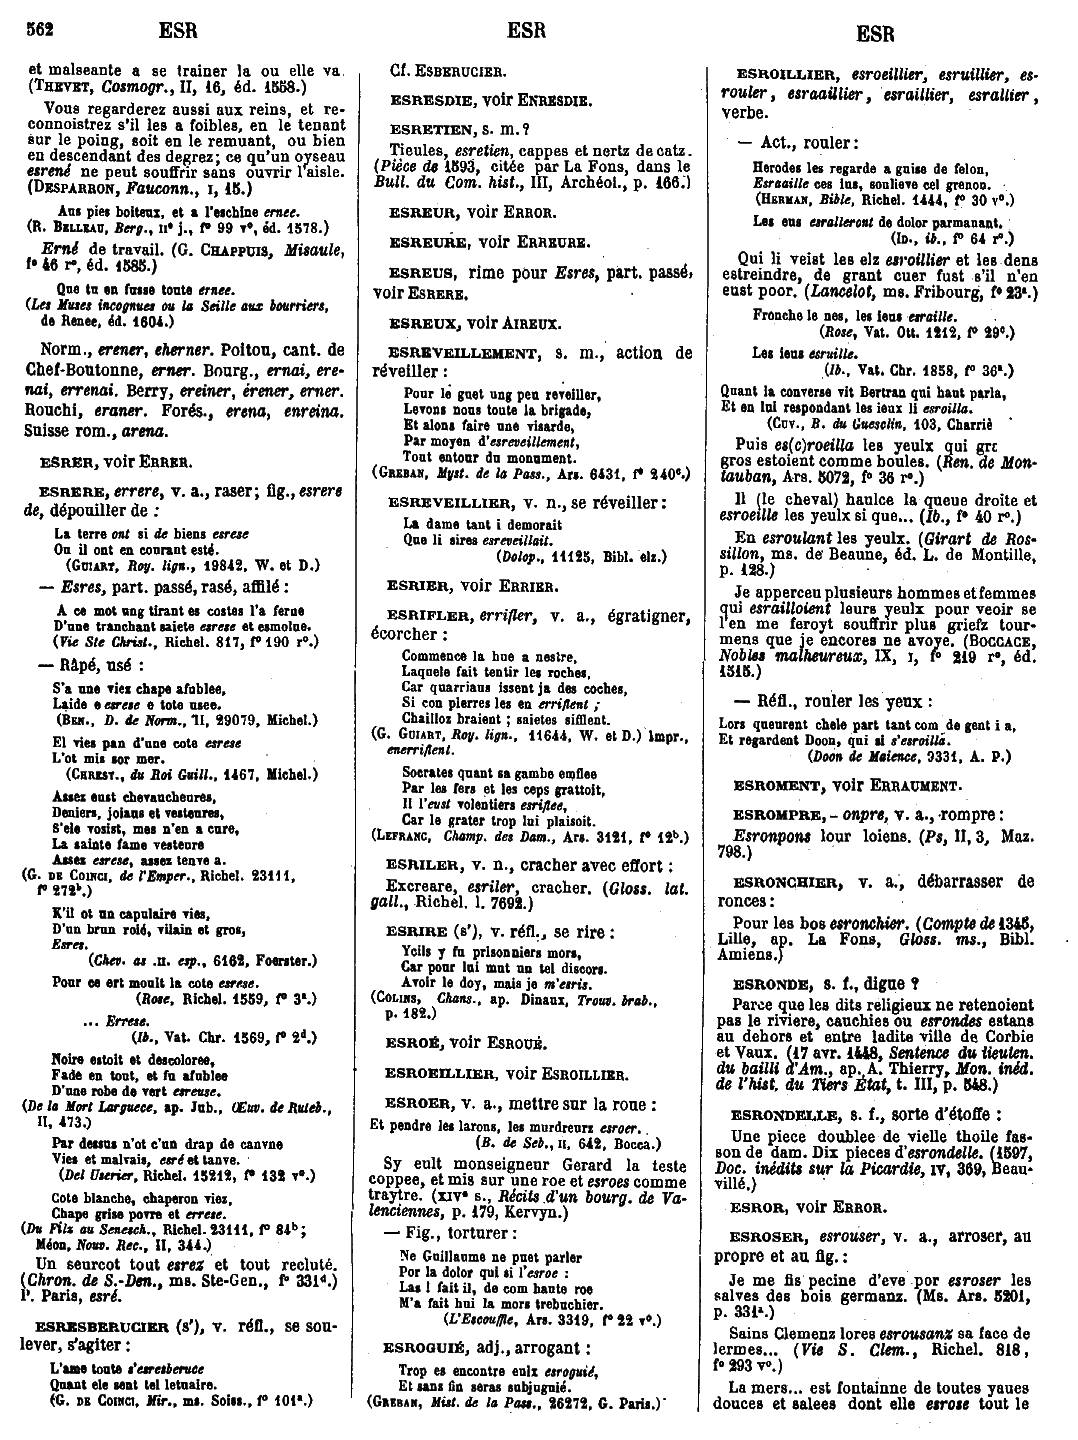 562 ESR ESR ESR
et malseante a se trainer la ou elle va.
(THEVET, Cosmogr., II, 16, éd. 1558.)
Vous regarderez aussi aux reins, et re-
connoistrez s'il les a foibles, en le tenant
sur le poing, soit en le remuant, ou bien
en descendant des degrez; ce qu'un oyseau
esrené ne peut souffrir sans ouvrir l'aisle.
(DESPARRON, Fauconn., I, 15.)
Aus pies boiteux, et a l'eschine ernee.
(R. BELLEAU, Berg., IIe j., f° 99 v°, éd. 1578.)
Erné de travail. (G. CHAPPUIS, Misaule,
f° 46 r°, éd. 1585.)
Que tu en fusse toute ernee.
(Les Muses incognues ou la Seille aux bourriers,
de Renee, éd. 1604.)
Norm., erener, eherner. Poitou, cant. de
Chef-Boutonne, erner. Bourg., ernai, ere-
nai, errenai. Berry, ereiner, érener, erner.
Rouchi, eraner. Forés., erena, enreina.
Suisse rom., arena.
ESRER, voir ERRER.
ESRERE, errere, v. a., raser; fig., esrere
de, dépouiller de :
La terre ont si de biens esrese
Ou il ont en courant esté.
(GUIART, Roy. lign., 19842, W. et D.)
— Esres, part. passé, rasé, affilé :
A ce mot ung tirant es costes l'a ferue
D'une tranchant saiete esrese et esmolue.
(Vie Ste Christ., Richel. 817, f° 190 r°.)
— Râpé, usé :
S'a une viez chape afublee,
Laide e esrese e tote usee.
(BEN., D. de Norm., II, 29079, Michel.)
El vies pan d'une cote esrese
L'ot mis sor mer.
(CHREST., du Roi Guill., 1467, Michel.)
Assez eust chevaucheures,
Deniers, joiaus et vesteures,
S'ele vosist, mes n'en a cure,
La sainte fame vesteure
Assez esrese, assez tenve a.
(G. DE COINCI, de l'Emper., Richel. 23111,
f° 272b.)
K'il ot un capulaire vies,
D'un brun roié, vilain et gros,
Esres.
(Chev. as .II. esp., 6162, Foerster.)
Pour ce ert moult la cote esrese.
(Rose, Richel. 1559, f° 3a.)
... Errese.
(Ib., Vat. Chr. 1569, f° 2d.)
Noire estoit et descoloree,
Fade en tout, et fu afublee
D'une robe de vert esreuse.
(De la Mort Larguece, ap. Jub., Œuv. de Ruteb.,
II, 473.)
Par dessus n'ot c'un drap de canvne
Vies et malvais, esré et tanve.
(Del Userier, Richel. 15212, f° 132 v°.)
Cote blanche, chaperon viez,
Chape grise povre et errese.
(Du Filz au Senesch., Richel. 23111, f° 84b;
Méon, Nouv. Rec., II, 344.)
Un seurcot tout esrez et tout recluté.
(Chron. de S.-Den., ms. Ste-Gen., f° 331d.)
P. Paris, esré.
ESRESBERUCIER (s'), v. réfl., se sou-
lever, s'agiter :
L'ame toute s'esresberuce
Quant ele sent tel letuaire.
(G. DE COINCI, Mir., ms. Soiss., f° 101a.)
Cf. ESBERUCIER.
ESRESDIE, voir ENRESDIE.
ESRETIEN, s. m. ?
Tieules, esretien, cappes et nertz de catz.
(Pièce de 1593, citée par La Fons, dans le
Bull. du Com. hist., III, Archéol., p. 166.)
ESREUR, voir ERROR.
ESREURE, voir ERREURE.
ESREUS, rime pour Esres, part. passé,
voir ESRERE.
ESREUX, voir AIREUX.
ESREVEILLEMENT, s. m., action de
réveiller :
Pour le guet ung peu reveiller,
Levons nous toute la brigade,
Et alons faire une visarde,
Par moyen d'esreveillement,
Tout entour du monument.
(GREBAN, Myst. de la Pass., Ars. 6431, f° 240c.)
ESREVEILLIER, v. n., se réveiller :
La dame tant i demorait
Que li sires esreveillait.
(Dolop., 11125, Bibl. elz.)
ESRIER, voir ERRIER.
ESRIFLER, errifler, v. a., égratigner,
écorcher :
Commence la hue a nestre,
Laquele fait tentir les roches,
Car quarriaus issent ja des coches,
Si con pierres les en erriflent ;
Chailloz braient ; saietes sifflent.
(G. GUIART, Roy. lign., 11644, W. et D.) Impr.,
enerriflent.
Socrates quant sa gambe emflee
Par les fers et les ceps grattoit,
Il l'eust volentiers esriflee,
Car le grater trop lui plaisoit.
(LEFRANC, Champ. des Dam., Ars. 3121, f° 12b.)
ESRILER, v. n., cracher avec effort :
Excreare, esriler, cracher. (Gloss. lat.
gall., Richel. l. 7692.)
ESRIRE (s'), v. réfl., se rire :
Ycils y fu prisonniers mors,
Car pour lui mut un tel discors.
Avoir le doy, mais je m'esris.
(COLINS, Chans., ap. Dinaux, Trouv. brab.,
p. 182.)
ESROÉ, voir ESROUÉ.
ESROEILLIER, voir ESROILLIER.
ESROER, v. a., mettre sur la roue :
Et pendre les larons, les murdreurs esroer.
(B. de Seb., II, 642, Bocca.)
Sy eult monseigneur Gerard la teste
coppee, et mis sur une roe et esroes comme
traytre. (XIVe s., Récits d'un bourg. de Va-
lenciennes, p. 179, Kervyn.)
— Fig., torturer :
Ne Guillaume ne puet parler
Por la dolor qui si l'esroe :
Las ! fait il, de com haute roe
M'a fait hui la mors trebuchier.
(L'Escouffle, Ars. 3319, f° 22 v°.)
ESROGUIÉ, adj., arrogant :
Trop es encontre eulx esroguié,
Et sans fin seras subjugnié.
(GREBAN, Mist. de la Pass., 26272, G. Paris.)
ESROILLIER, esroeillier, esruillier, es-
rouler, esraaillier, esraillier, esrallier,
verbe.
— Act., rouler :
Herodes les regarde a guise de felon,
Esraaille ces lus, soulieve cel grenon.
(HERMAN, Bible, Richel. 1444, f° 30 v°.)
Les eus esralleront de dolor parmanant.
(ID., ib., f° 64 r°.)
Qui li veist les elz esroillier et les dens
estreindre, de grant cuer fust s'il n'en
eust poor. (Lancelot, ms. Fribourg, f° 23a.)
Fronche le nes, les ieus esraille.
(Rose, Vat. Ott. 1212, f° 29c.)
Les ieus esruille.
(Ib., Vat. Chr. 1858, f° 36a.)
Quant la converse vit Bertran qui haut parla,
Et en lui respondant les ieux li esroilla.
(CUV., B. du Guesclin, 103, Charriè
Puis es(c)roeilla les yeulx qui gre
gros estoient comme boules. (Ren. de Mon-
tauban, Ars. 5072, f° 36 r°.)
Il (le cheval) haulce la queue droite et
esroeille les yeulx si que... (Ib., f° 40 r°.)
En esroulant les yeulx. (Girart de Ros-
sillon, ms. de Beaune, éd. L. de Montille,
p. 128.)
Je apperceu plusieurs hommes et femmes
qui esrailloient leurs yeulx pour veoir se
l'en me feroyt souffrir plus griefz tour-
mens que je encores ne avoye. (BOCCACE,
Nobles malheureux, IX, I, f° 219 r°, éd.
1515.)
— Réfl., rouler les yeux :
Lors queurent chele part tant com de gent i a,
Et regardent Doon, qui si s'esroilla.
(Doon de Maience, 9331, A. P.)
ESROMENT, voir ERRAUMENT.
ESROMPRE, - onpre, v. a., rompre :
Esronpons lour loiens. (Ps, II, 3, Maz.
798.)
ESRONCHIER, v. a., débarrasser de
ronces :
Pour les bos esronchier. (Compte de 1345,
Lille, ap. La Fons, Gloss. ms., Bibl.
Amiens.)
ESRONDE, s. f., digue ?
Parce que les dits religieux ne retenoient
pas le riviere, cauchies ou esrondes estans
au dehors et entre ladite ville de Corbie
et Vaux. (17 avr. 1448, Sentence du lieuten.
du bailli d'Am., ap. A. Thierry, Mon. inéd.
de l'hist. du Tiers État, t. III, p. 548.)
ESRONDELLE, s. f., sorte d'étoffe :
Une piece doublee de vielle thoile fas-
son de dam. Dix pieces d'esrondelle. (1597,
Doc. inédits sur la Picardie, IV, 369, Beau-
villé.)
ESROR, voir ERROR.
ESROSER, esrouser, v. a., arroser, au
propre et au fig. :
Je me fis pecine d'eve por esroser les
salves des bois germanz. (Ms. Ars. 5201,
p. 331a.)
Sains Clemenz lores esrousanz sa face de
lermes... (Vie S. Clem., Richel. 818,
f° 293 v°.)
La mers... est fontainne de toutes yaues
douces et salees dont elle esrose tout le